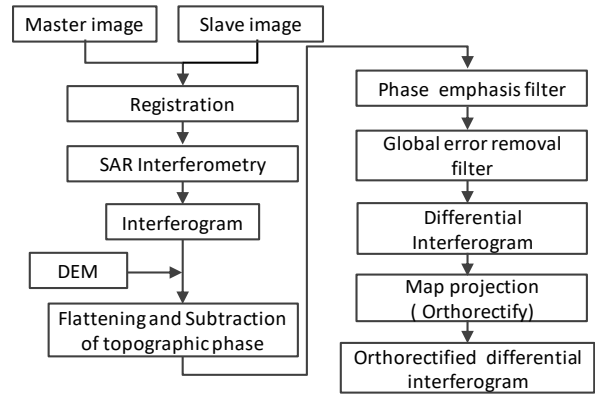 Master image
Slave image
Registration
SAR Interferometry
Interferogram
DEM
Flattening and Subtraction
of topographic phase
Phase emphasis filter
Global error removal
filter
Differential
Interferogram
Map projection
( Orthorectify)
Orthorectified differential
interferogram